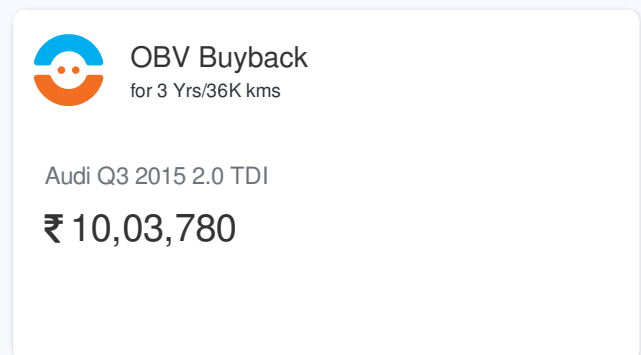 OBV Buyback
for 3 Yrs/36K kms
Audi Q3 2015 2.0 TDI
₹ 10,03,780